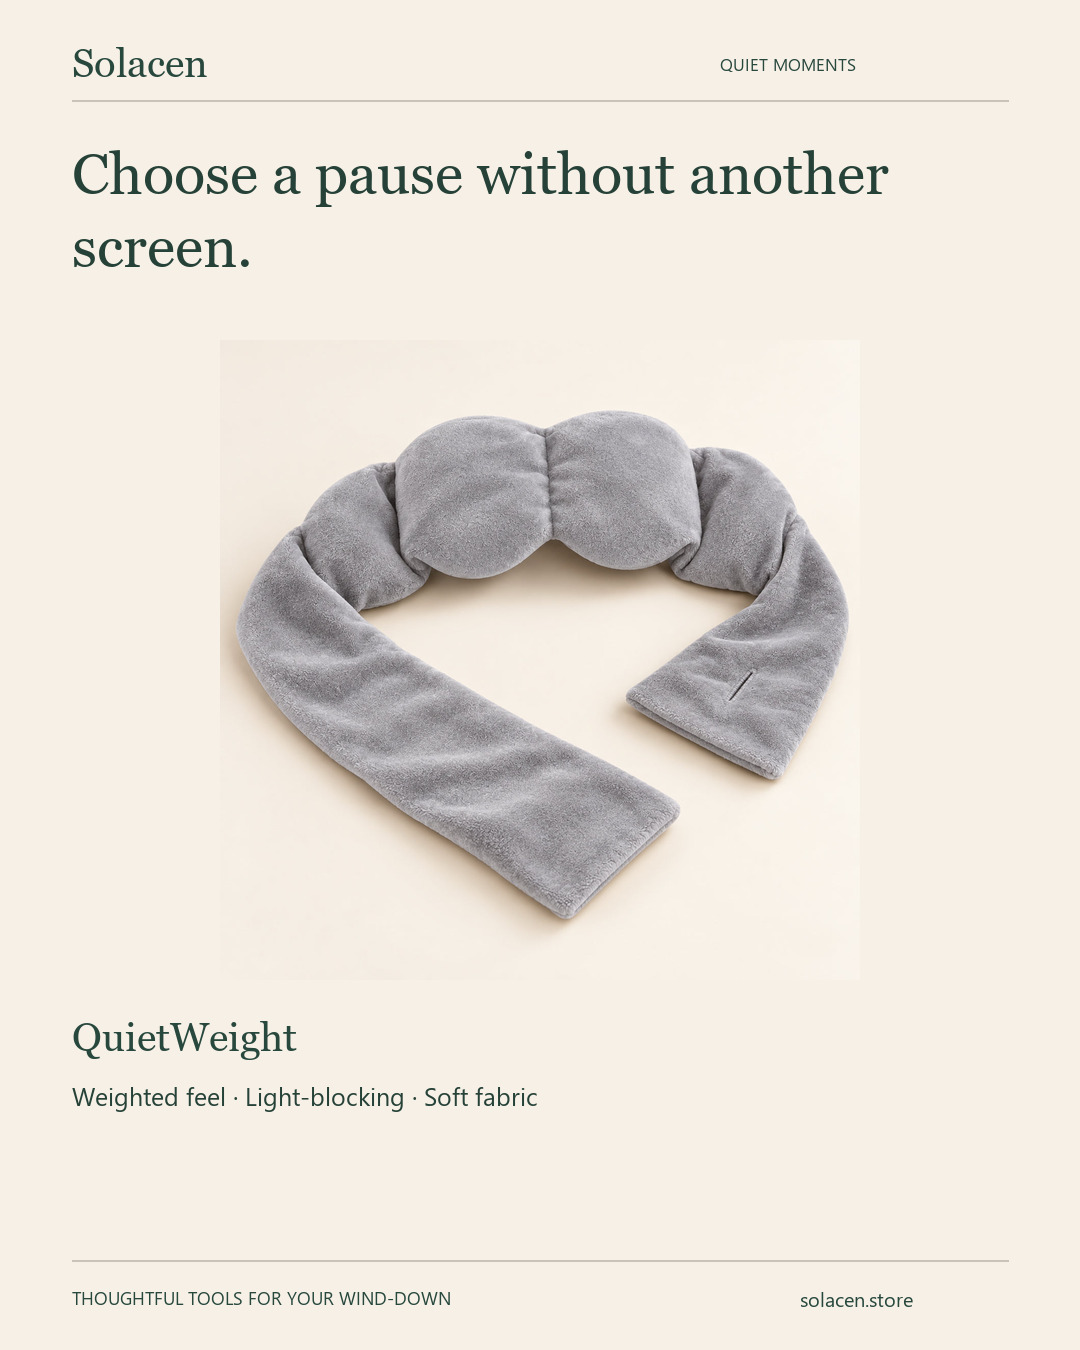 Solacen
QUIET MOMENTS
Choose a pause without another
screen.
QuietWeight
Weighted feel · Light-blocking · Soft fabric
THOUGHTFUL TOOLS FOR YOUR WIND-DOWN
solacen.store